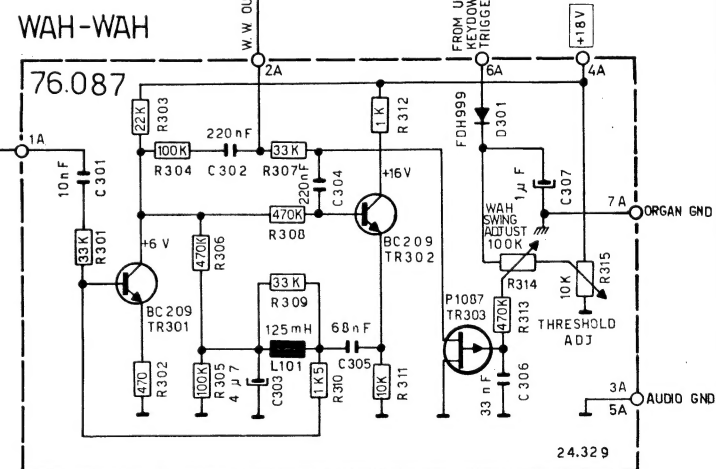 WAH-WAH
W. W. OU
FROM U
KEYDOW
TRIGGE
+18V
76.087
2A
6A
4A
1A
22K
R303
1K
R312
FDH999
D301
10nF
C301
100K
R304
220nF
C302
33K
R307
220nF
C304
+16V
1µF
C307
7A
ORGAN GND
WAH
SWING
ADJUST
100K
33K
R301
+6 V
470K
R306
470K
R308
BC209
TR302
R314
10K
R315
BC209
TR301
33K
R309
P1087
TR303
470K
R313
THRESHOLD
ADJ
125mH
L101
68nF
C305
470
R302
100K
R305
4µ7
C303
1K5
R310
10K
R311
33nF
C306
3A
5A
AUDIO GND
24.329